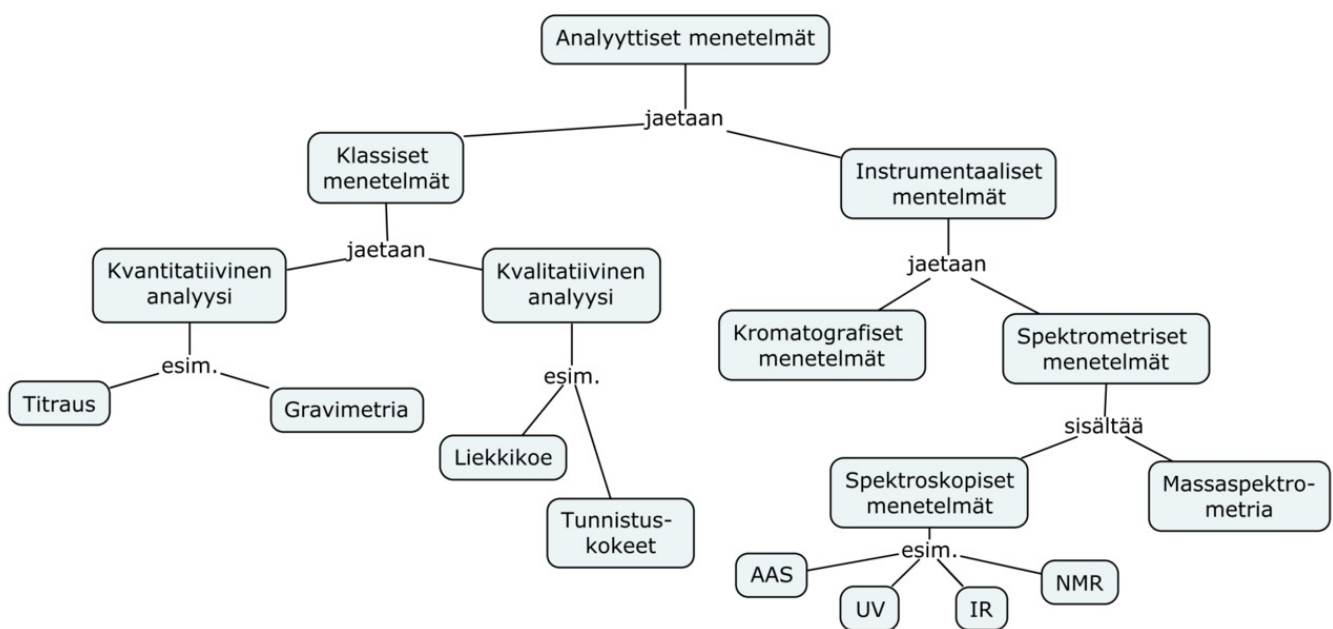 Analyyttiset menetelmät
jaetaan
Klassiset
menetelmät
Instrumentaaliset
mentelmät
jaetaan
jaetaan
Kvantitatiivinen
analyysi
Kvalitatiivinen
analyysi
Kromatografiset
menetelmät
Spektrometriset
menetelmät
esim.
esim.
Titraus
Gravimetria
Liekkikoe
Tunnistus-
kokeet
sisältää
Spektroskopiset
menetelmät
Massaspektro-
metria
esim.
AAS
UV
IR
NMR